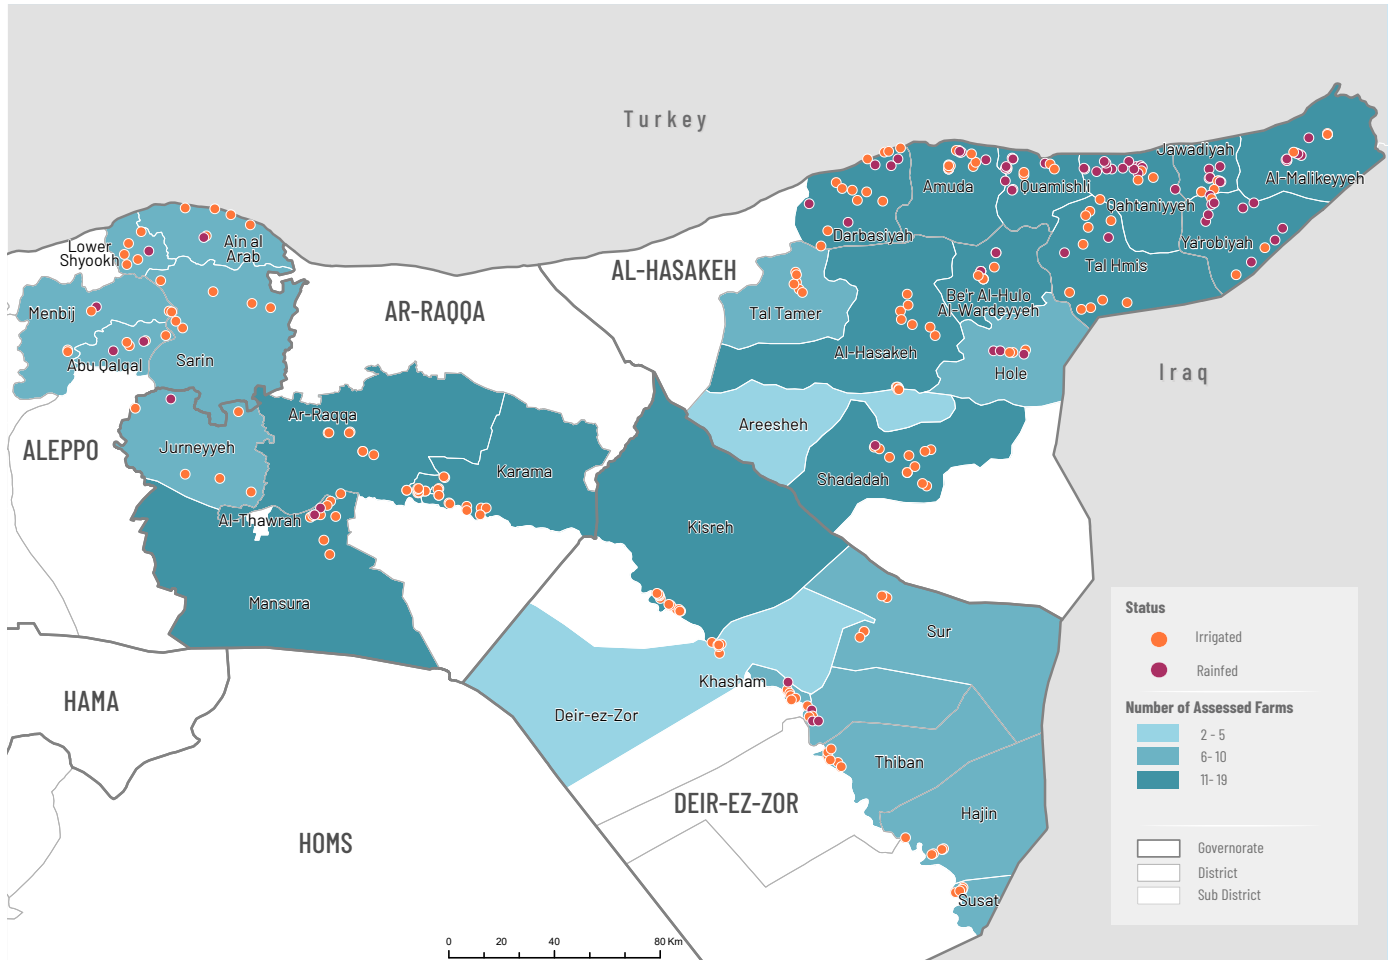 Turkey
Jawadiyah
Al-Malikeyyeh
Amuda
Quamishli
Qahtaniyyeh
Lower
Shyookh
Ain al
Arab
Darbasiyah
Ya'robiyah
Tal Hmis
AL-HASAKEH
Menbij
AR-RAQQA
Tal Tamer
Be'r Al-Hulo
Al-Wardeyyeh
Abu Qalqal
Sarin
Al-Hasakeh
Hole
Iraq
Ar-Raqqa
Areesheh
ALEPPO
Jurneyyeh
Karama
Shadadah
Al-Thawrah
Kisreh
Mansura
Sur
Khasham
HAMA
Deir-ez-Zor
Thiban
DEIR-EZ-ZOR
Hajin
HOMS
Susat
Status
Irrigated
Rainfed
Number of Assessed Farms
2 - 5
6- 10
11- 19
Governorate
District
Sub District
0 20 40 80 Km